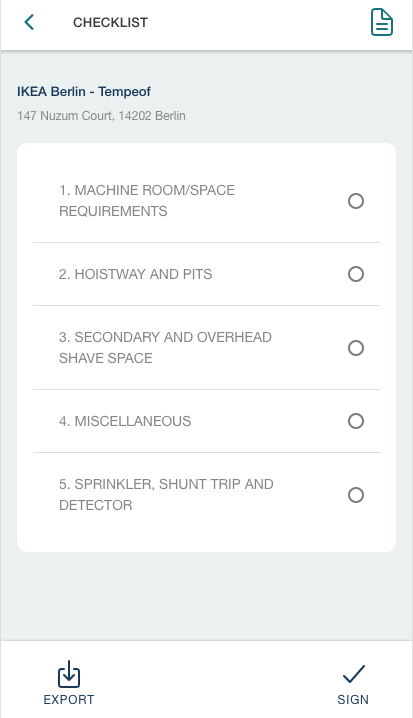 CHECKLIST
IKEA Berlin - Tempeof
147 Nuzum Court, 14202 Berlin
1. MACHINE ROOM/SPACE
REQUIREMENTS
2. HOISTWAY AND PITS
3. SECONDARY AND OVERHEAD
SHAVE SPACE
4. MISCELLANEOUS
5. SPRINKLER, SHUNT TRIP AND
DETECTOR
EXPORT
SIGN